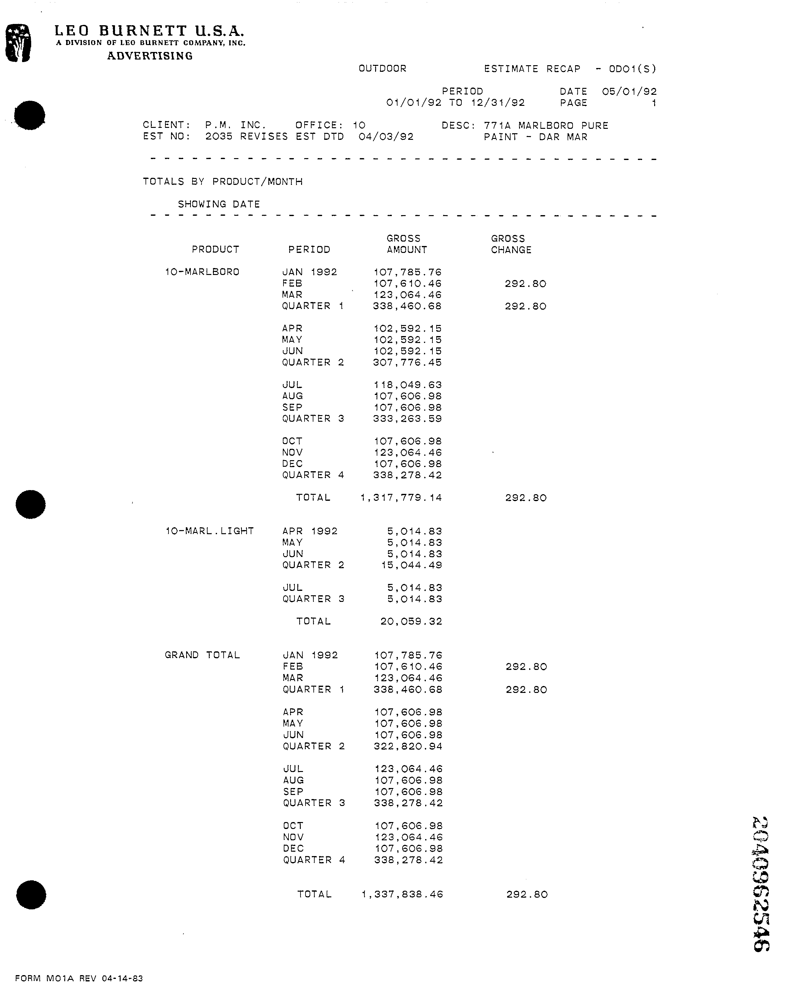 LEO BURNETT U.S.A.
A DIVISION OF LEO BURNETT COMPANY, INC.
ADVERTISING
OUTDOOR ESTIMATE RECAP - ODO1(S)
PERIOD DATE 05/01/92
01/01/92 TO 12/31/92 PAGE 1
CLIENT: P.M. INC. OFFICE: 10 DESC: 771A MARLBORO PURE
EST NO: 2035 REVISES EST DTD 04/03/92 PAINT - DAR MAR
- - - - - - - - - - - - - - - - - - - - - - - - - - - - - - - - - - - - -
TOTALS BY PRODUCT/MONTH
SHOWING DATE
- - - - - - - - - - - - - - - - - - - - - - - - - - - - - - - - - - - - -
GROSS GROSS
PRODUCT PERIOD AMOUNT CHANGE
10-MARLBORO JAN 1992 107,785.76
FEB 107,610.46 292.80
MAR 123,064.46
QUARTER 1 338,460.68 292.80
APR 102,592.15
MAY 102,592.15
JUN 102,592.15
QUARTER 2 307,776.45
JUL 118,049.63
AUG 107,606.98
SEP 107,606.98
QUARTER 3 333,263.59
OCT 107,606.98
NOV 123,064.46
DEC 107,606.98
QUARTER 4 338,278.42
TOTAL 1,317,779.14 292.80
10-MARL.LIGHT APR 1992 5,014.83
MAY 5,014.83
JUN 5,014.83
QUARTER 2 15,044.49
JUL 5,014.83
QUARTER 3 5,014.83
TOTAL 20,059.32
GRAND TOTAL JAN 1992 107,785.76
FEB 107,610.46 292.80
MAR 123,064.46
QUARTER 1 338,460.68 292.80
APR 107,606.98
MAY 107,606.98
JUN 107,606.98
QUARTER 2 322,820.94
JUL 123,064.46
AUG 107,606.98
SEP 107,606.98
QUARTER 3 338,278.42
OCT 107,606.98
NOV 123,064.46
DEC 107,606.98
QUARTER 4 338,278.42
TOTAL 1,337,838.46 292.80
2040962546
FORM MO1A REV 04-14-83